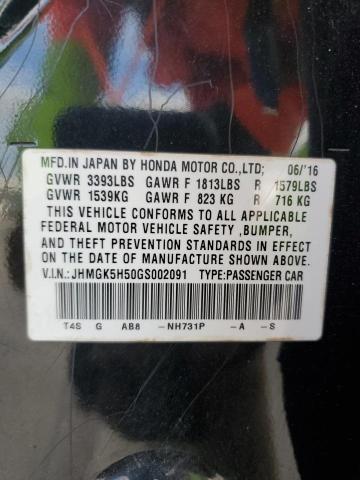 MFD.IN JAPAN BY HONDA MOTOR CO.,LTD; 06/'16
GVWR 3393LBS GAWR F 1813LBS R 1579LBS
GVWR 1539KG GAWR F 823 KG R 716 KG
THIS VEHICLE CONFORMS TO ALL APPLICABLE
FEDERAL MOTOR VEHICLE SAFETY ,BUMPER,
AND THEFT PREVENTION STANDARDS IN EFFECT
ON THE DATE OF MANUFACTURE SHOWN ABOVE.
V.I.N.:JHMGK5H50GS002091 TYPE:PASSENGER CAR
T4S G AB8 -NH731P -A -S